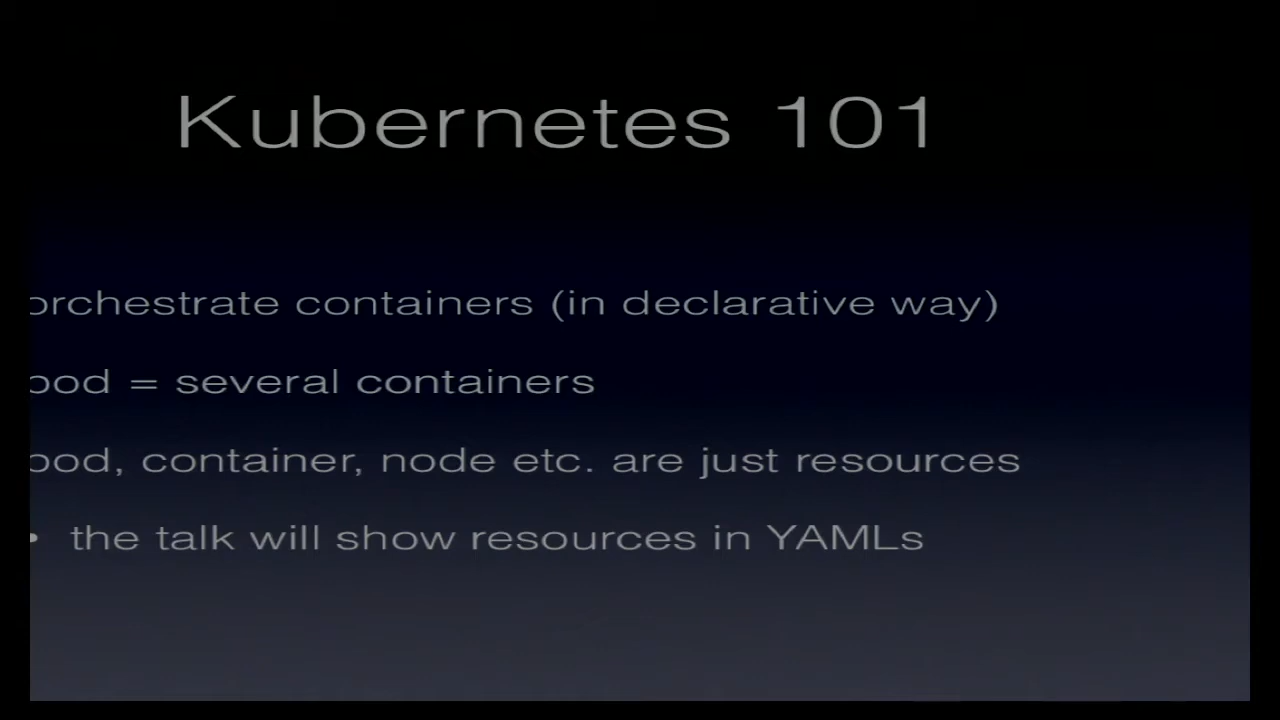 Kubernetes 101
orchestrate containers (in declarative way)
pod = several containers
pod, container, node etc. are just resources
• the talk will show resources in YAMLs